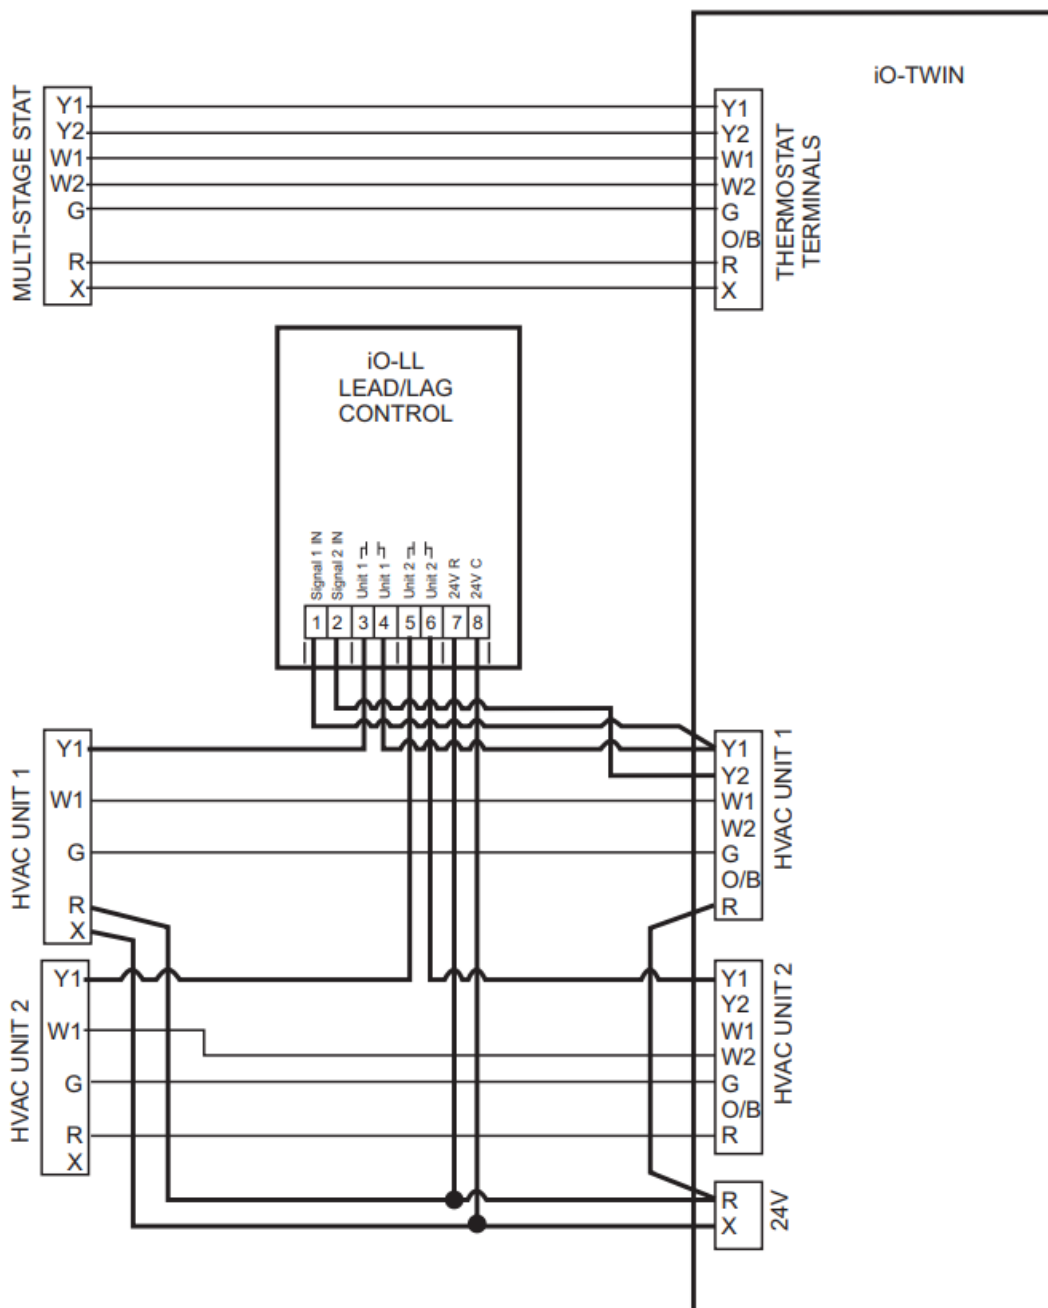 iO-TWIN
MULTI-STAGE STAT
Y1
Y2
W1
W2
G
R
X
Y1
Y2
W1
W2
G
O/B
R
X
THERMOSTAT
TERMINALS
iO-LL
LEAD/LAG
CONTROL
Signal 1 IN
Signal 2 IN
Unit 1
Unit 1
Unit 2
Unit 2
24V R
24V C
1 2 3 4 5 6 7 8
HVAC UNIT 1
Y1
W1
G
R
X
Y1
Y2
W1
W2
G
O/B
R
HVAC UNIT 1
HVAC UNIT 2
Y1
W1
G
R
X
Y1
Y2
W1
W2
G
O/B
R
HVAC UNIT 2
R
X
24V